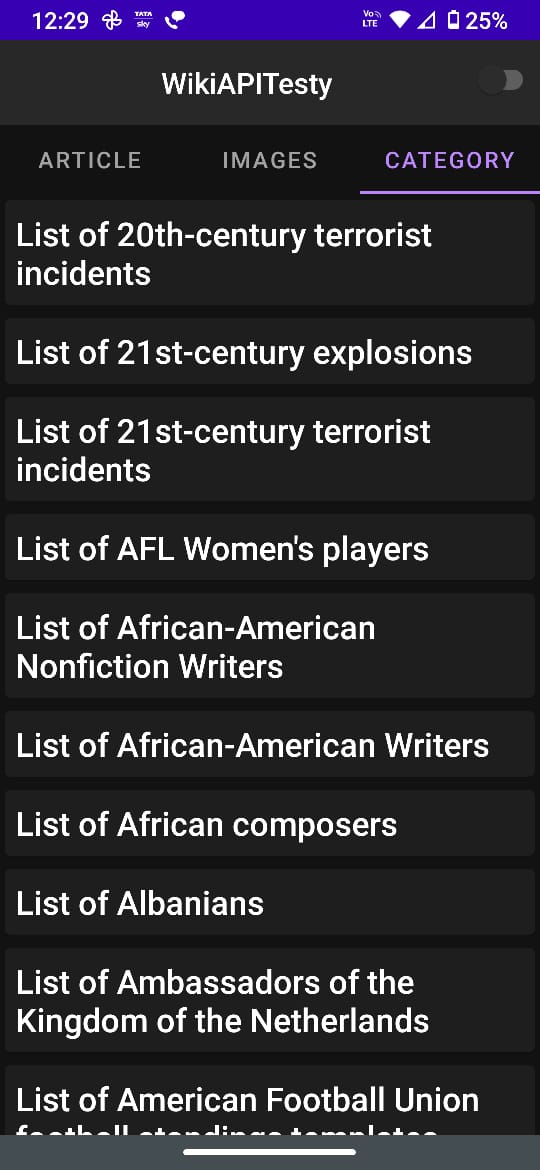 12:29 TATA sky Vo LTE 25%
WikiAPITesty
ARTICLE IMAGES CATEGORY
List of 20th-century terrorist
incidents
List of 21st-century explosions
List of 21st-century terrorist
incidents
List of AFL Women's players
List of African-American
Nonfiction Writers
List of African-American Writers
List of African composers
List of Albanians
List of Ambassadors of the
Kingdom of the Netherlands
List of American Football Union
football standings templates